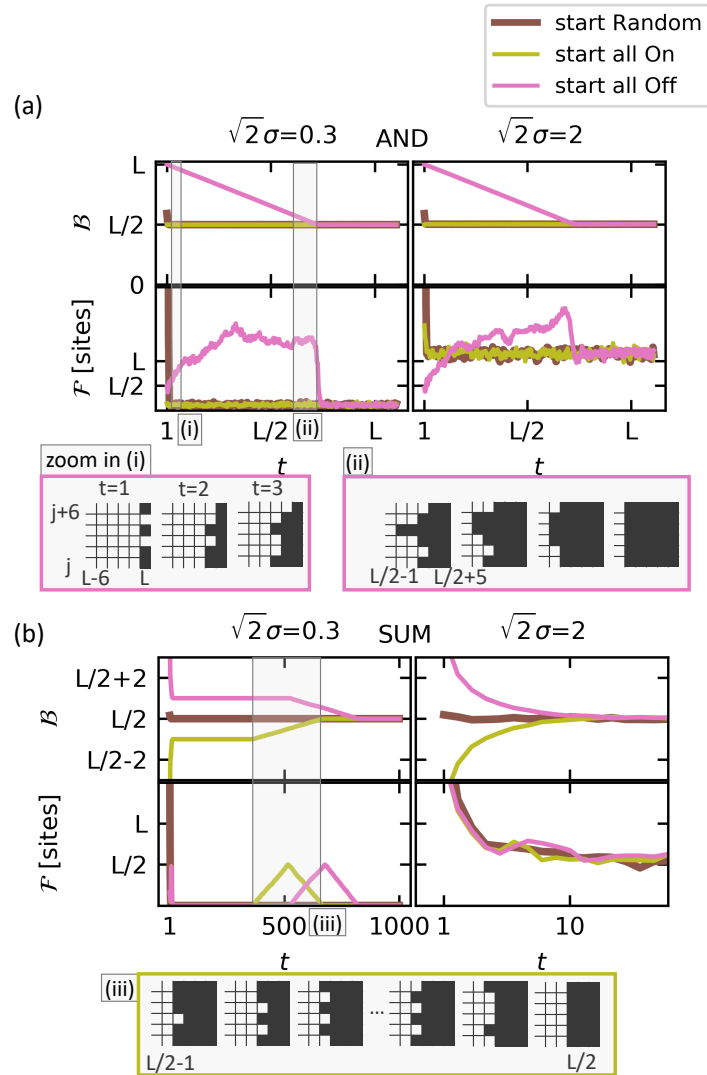 start Random
start all On
start all Off
(a)
√2σ=0.3 AND √2σ=2
L
ℬ
L/2
0
ℱ [sites]
L
L/2
1 (i) L/2 (ii) L
1 L/2 L
t t
zoom in (i)
t=1 t=2 t=3
j+6
j
L-6 L
(ii)
L/2-1 L/2+5
(b)
√2σ=0.3 SUM √2σ=2
L/2+2
ℬ
L/2
L/2-2
ℱ [sites]
L
L/2
1 500 (iii) 1000
1 10
t t
(iii)
...
L/2-1 L/2